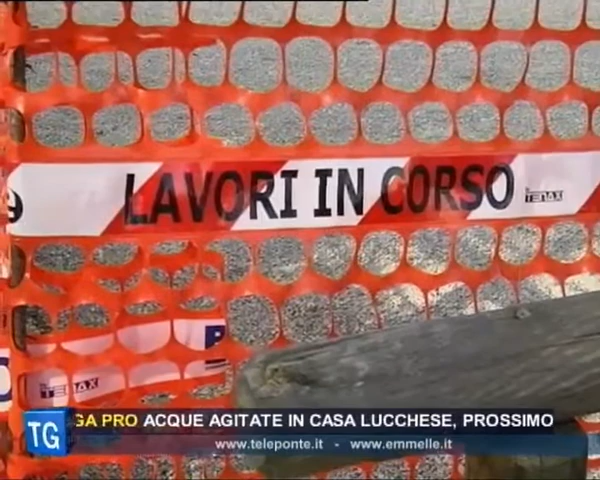 LAVORI IN CORSO
TENAX
TENAX
TG
GA PRO ACQUE AGITATE IN CASA LUCCHESE, PROSSIMO
www.teleponte.it - www.emmelle.it